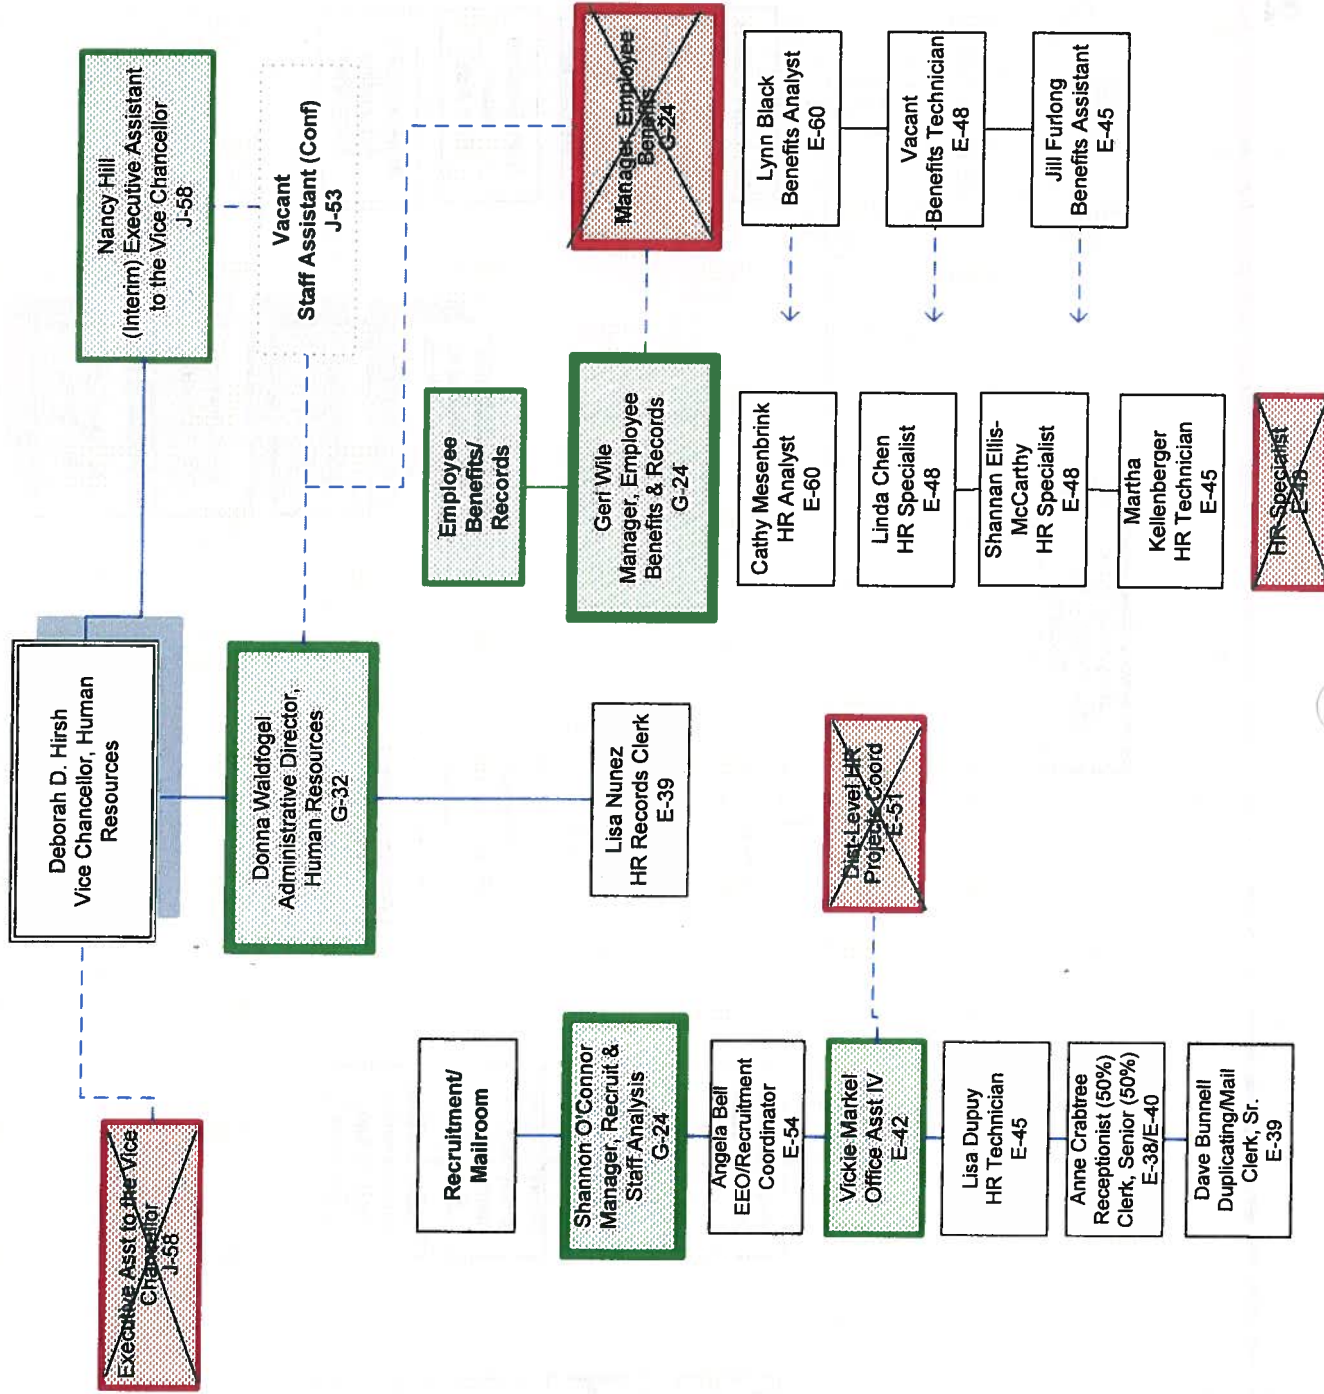 Deborah D. Hirsh
Vice Chancellor, Human
Resources
Executive Asst to the Vice
Chancellor
J-58
Nancy Hill
(Interim) Executive Assistant
to the Vice Chancellor
J-58
Donna Waldfogel
Administrative Director,
Human Resources
G-32
Vacant
Staff Assistant (Conf)
J-53
Recruitment/
Mailroom
Shannon O'Connor
Manager, Recruit &
Staff Analysis
G-24
Angela Bell
EEO/Recruitment
Coordinator
E-54
Vickie Markel
Office Asst IV
E-42
Dist-Level HR
Projects Coord
E-51
Lisa Dupuy
HR Technician
E-45
Anne Crabtree
Receptionist (50%)
Clerk, Senior (50%)
E-38/E-40
Dave Bunnell
Duplicating/Mail
Clerk, Sr.
E-39
Lisa Nunez
HR Records Clerk
E-39
Employee
Benefits/
Records
Geri Wile
Manager, Employee
Benefits & Records
G-24
Manager, Employee
Benefits
G-24
Cathy Mesenbrink
HR Analyst
E-60
Linda Chen
HR Specialist
E-48
Shannan Ellis-
McCarthy
HR Specialist
E-48
Martha
Kellenberger
HR Technician
E-45
HR Specialist
Lynn Black
Benefits Analyst
E-60
Vacant
Benefits Technician
E-48
Jill Furlong
Benefits Assistant
E-45